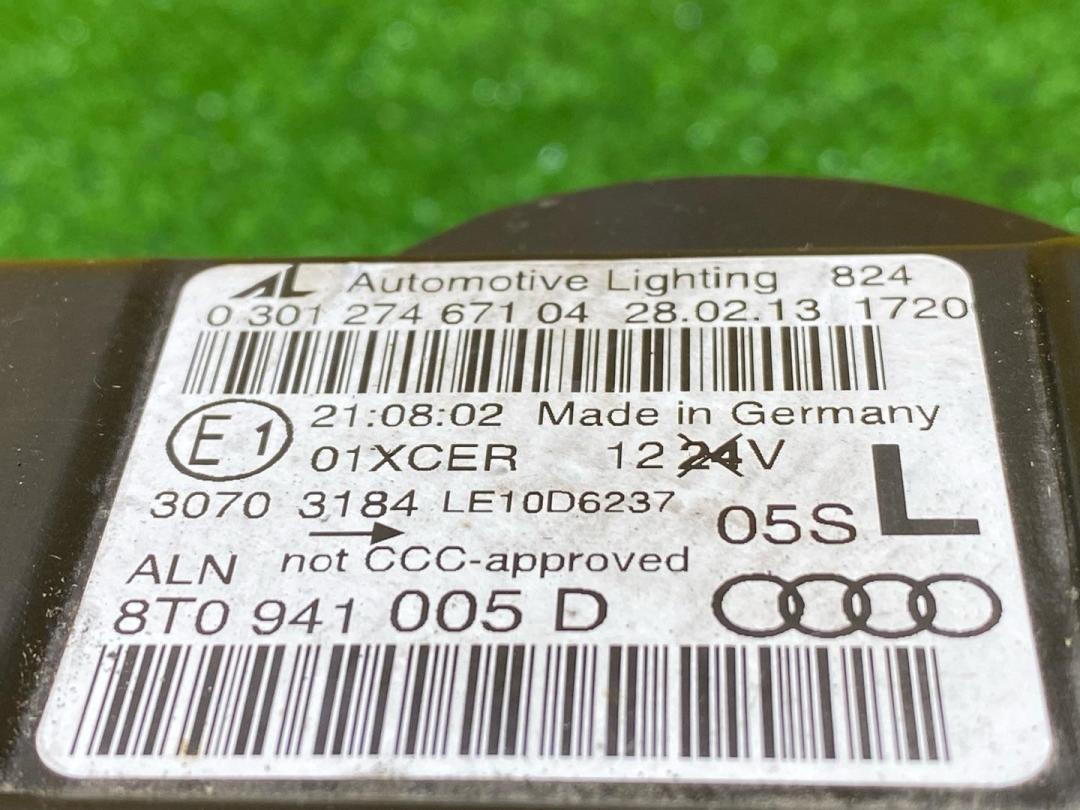 AL Automotive Lighting 824
0 301 274 671 04 28.02.13 1720
E1 21:08:02 Made in Germany
01XCER 12 24V
3070 3184 LE10D6237
05S L
ALN not CCC-approved
8T0 941 005 D